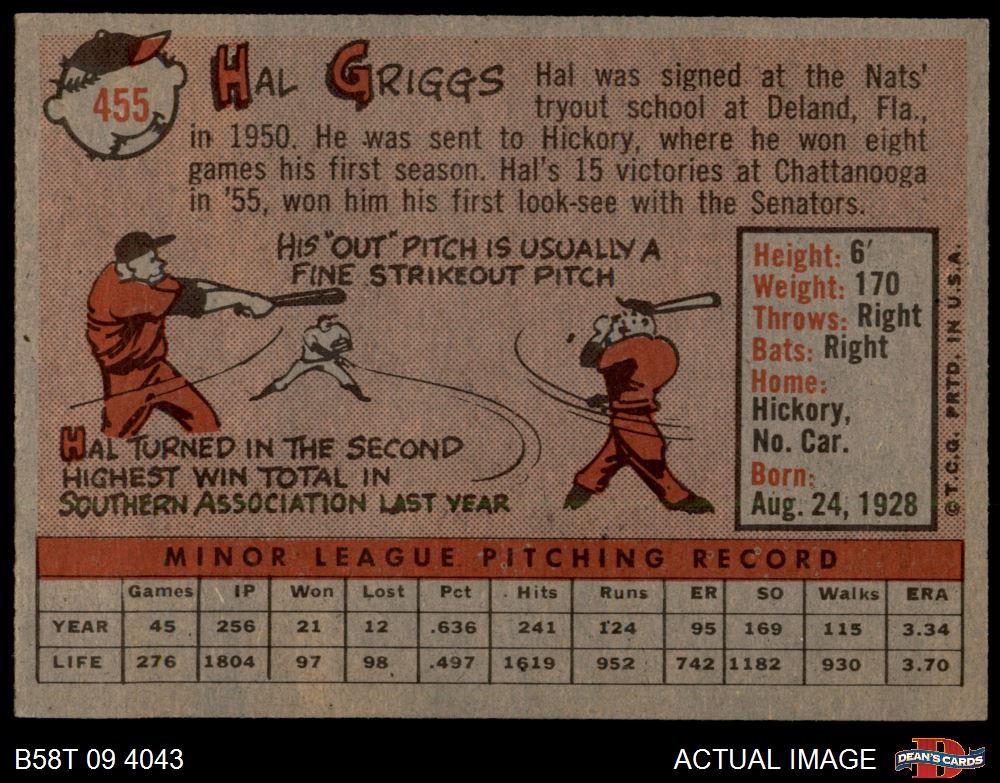 455
HAL GRIGGS
Hal was signed at the Nats'
tryout school at Deland, Fla.,
in 1950. He was sent to Hickory, where he won eight
games his first season. Hal's 15 victories at Chattanooga
in '55, won him his first look-see with the Senators.
HIS "OUT" PITCH IS USUALLY A
FINE STRIKEOUT PITCH
HAL TURNED IN THE SECOND
HIGHEST WIN TOTAL IN
SOUTHERN ASSOCIATION LAST YEAR
Height: 6'
Weight: 170
Throws: Right
Bats: Right
Home:
Hickory,
No. Car.
Born:
Aug. 24, 1928
© T.C.G. PRTD. IN U.S.A.
MINOR LEAGUE PITCHING RECORD
Games IP Won Lost Pct Hits Runs ER SO Walks ERA
YEAR 45 256 21 12 .636 241 124 95 169 115 3.34
LIFE 276 1804 97 98 .497 1619 952 742 1182 930 3.70
B58T 09 4043
ACTUAL IMAGE
D
DEAN'S CARDS